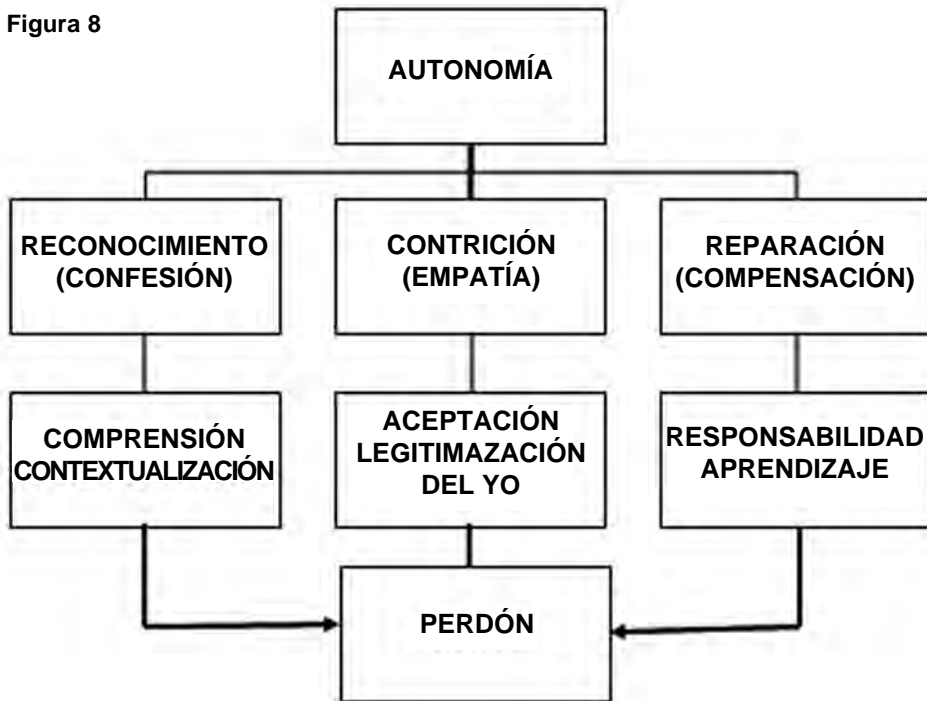 Figura 8
AUTONOMÍA
RECONOCIMIENTO
(CONFESIÓN)
CONTRICIÓN
(EMPATÍA)
REPARACIÓN
(COMPENSACIÓN)
COMPRENSIÓN
CONTEXTUALIZACIÓN
ACEPTACIÓN
LEGITIMAZACIÓN
DEL YO
RESPONSABILIDAD
APRENDIZAJE
PERDÓN